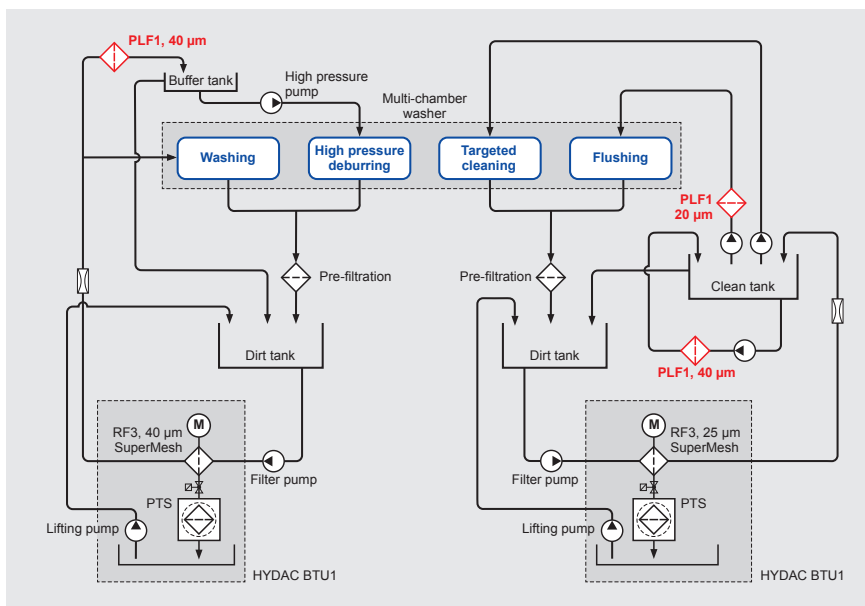 PLF1, 40 µm
Buffer tank
High pressure
pump
Multi-chamber
washer
Washing
High pressure
deburring
Targeted
cleaning
Flushing
PLF1
20 µm
Pre-filtration
Pre-filtration
Clean tank
Dirt tank
Dirt tank
PLF1, 40 µm
M
RF3, 40 µm
SuperMesh
Filter pump
PTS
Lifting pump
HYDAC BTU1
M
RF3, 25 µm
SuperMesh
Filter pump
PTS
Lifting pump
HYDAC BTU1